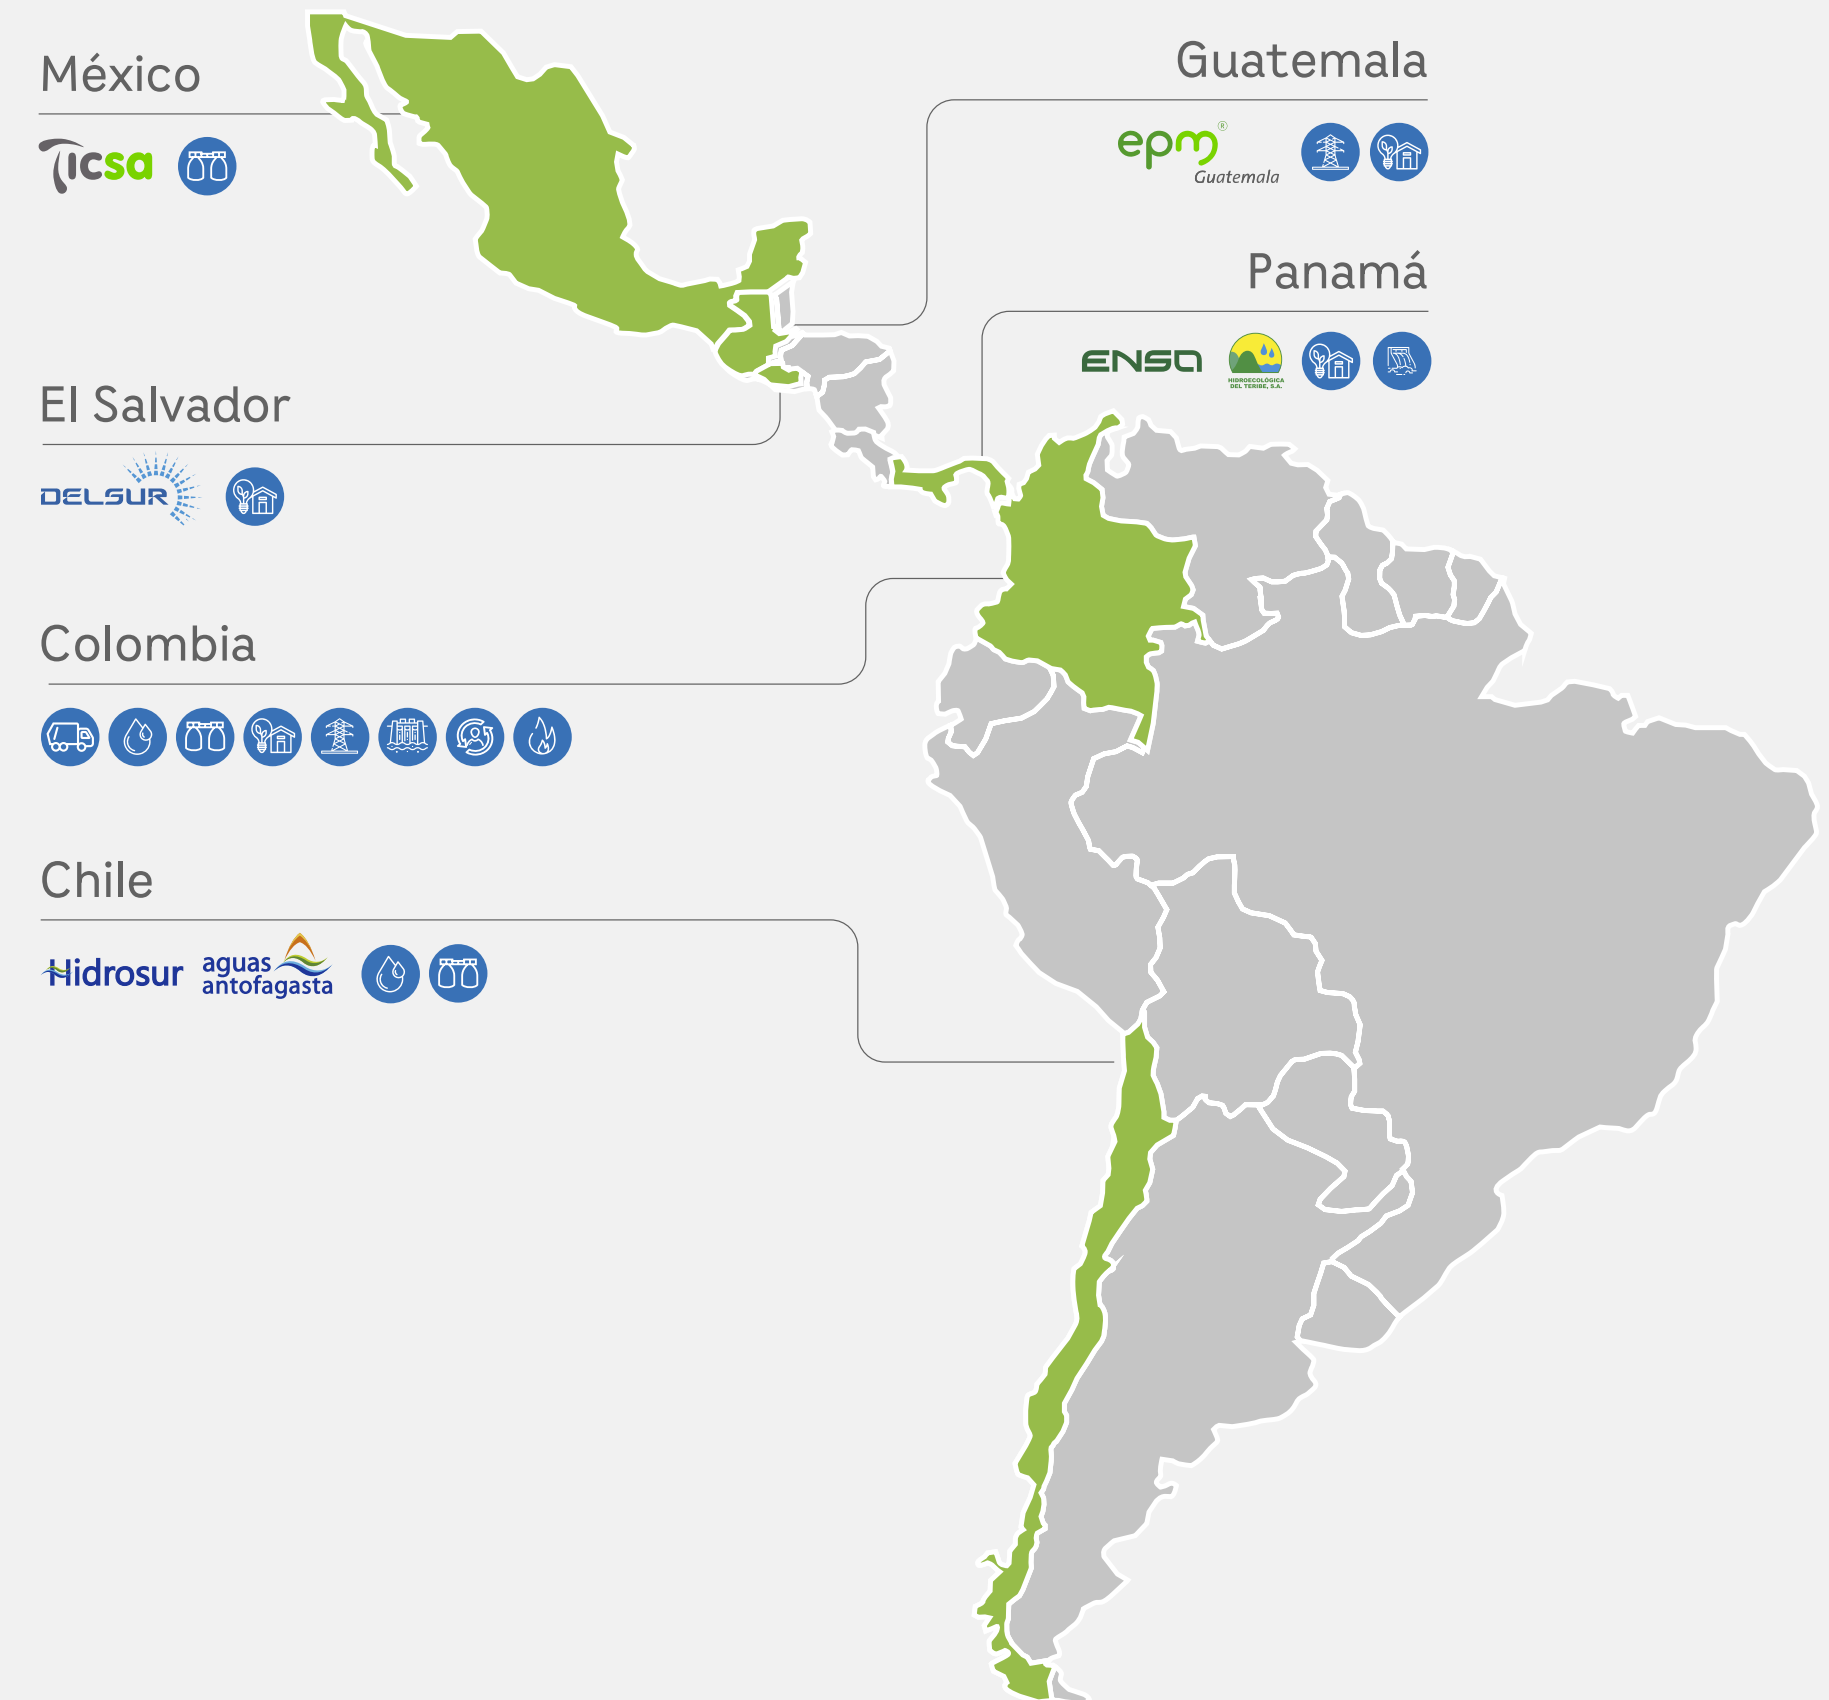 México
Ticsa
Guatemala
epm®
Guatemala
Panamá
ENSA
HIDROECOLÓGICA
DEL TERIBE, S.A.
El Salvador
DELSUR
Colombia
Chile
Hidrosur
aguas
antofagasta